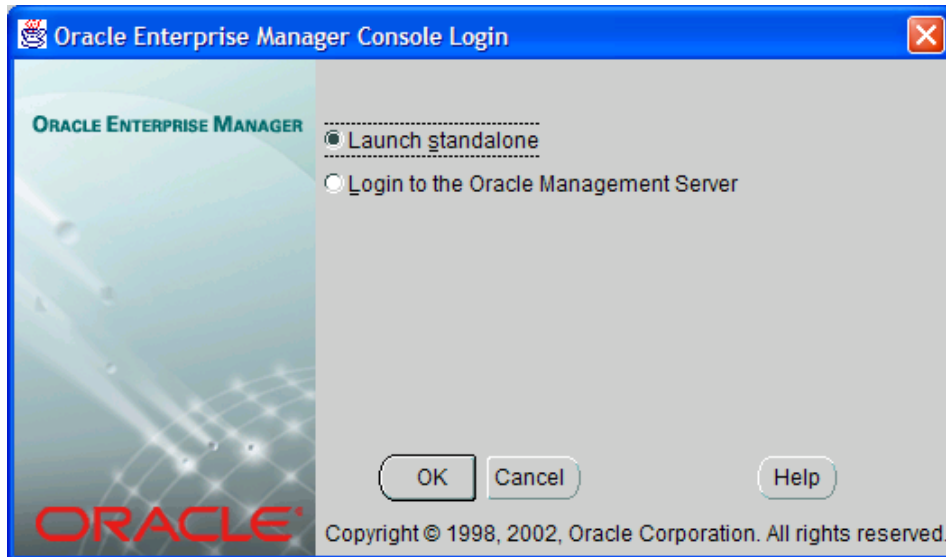 Oracle Enterprise Manager Console Login
ORACLE ENTERPRISE MANAGER
Launch standalone
Login to the Oracle Management Server
OK Cancel Help
ORACLE®
Copyright © 1998, 2002, Oracle Corporation. All rights reserved.